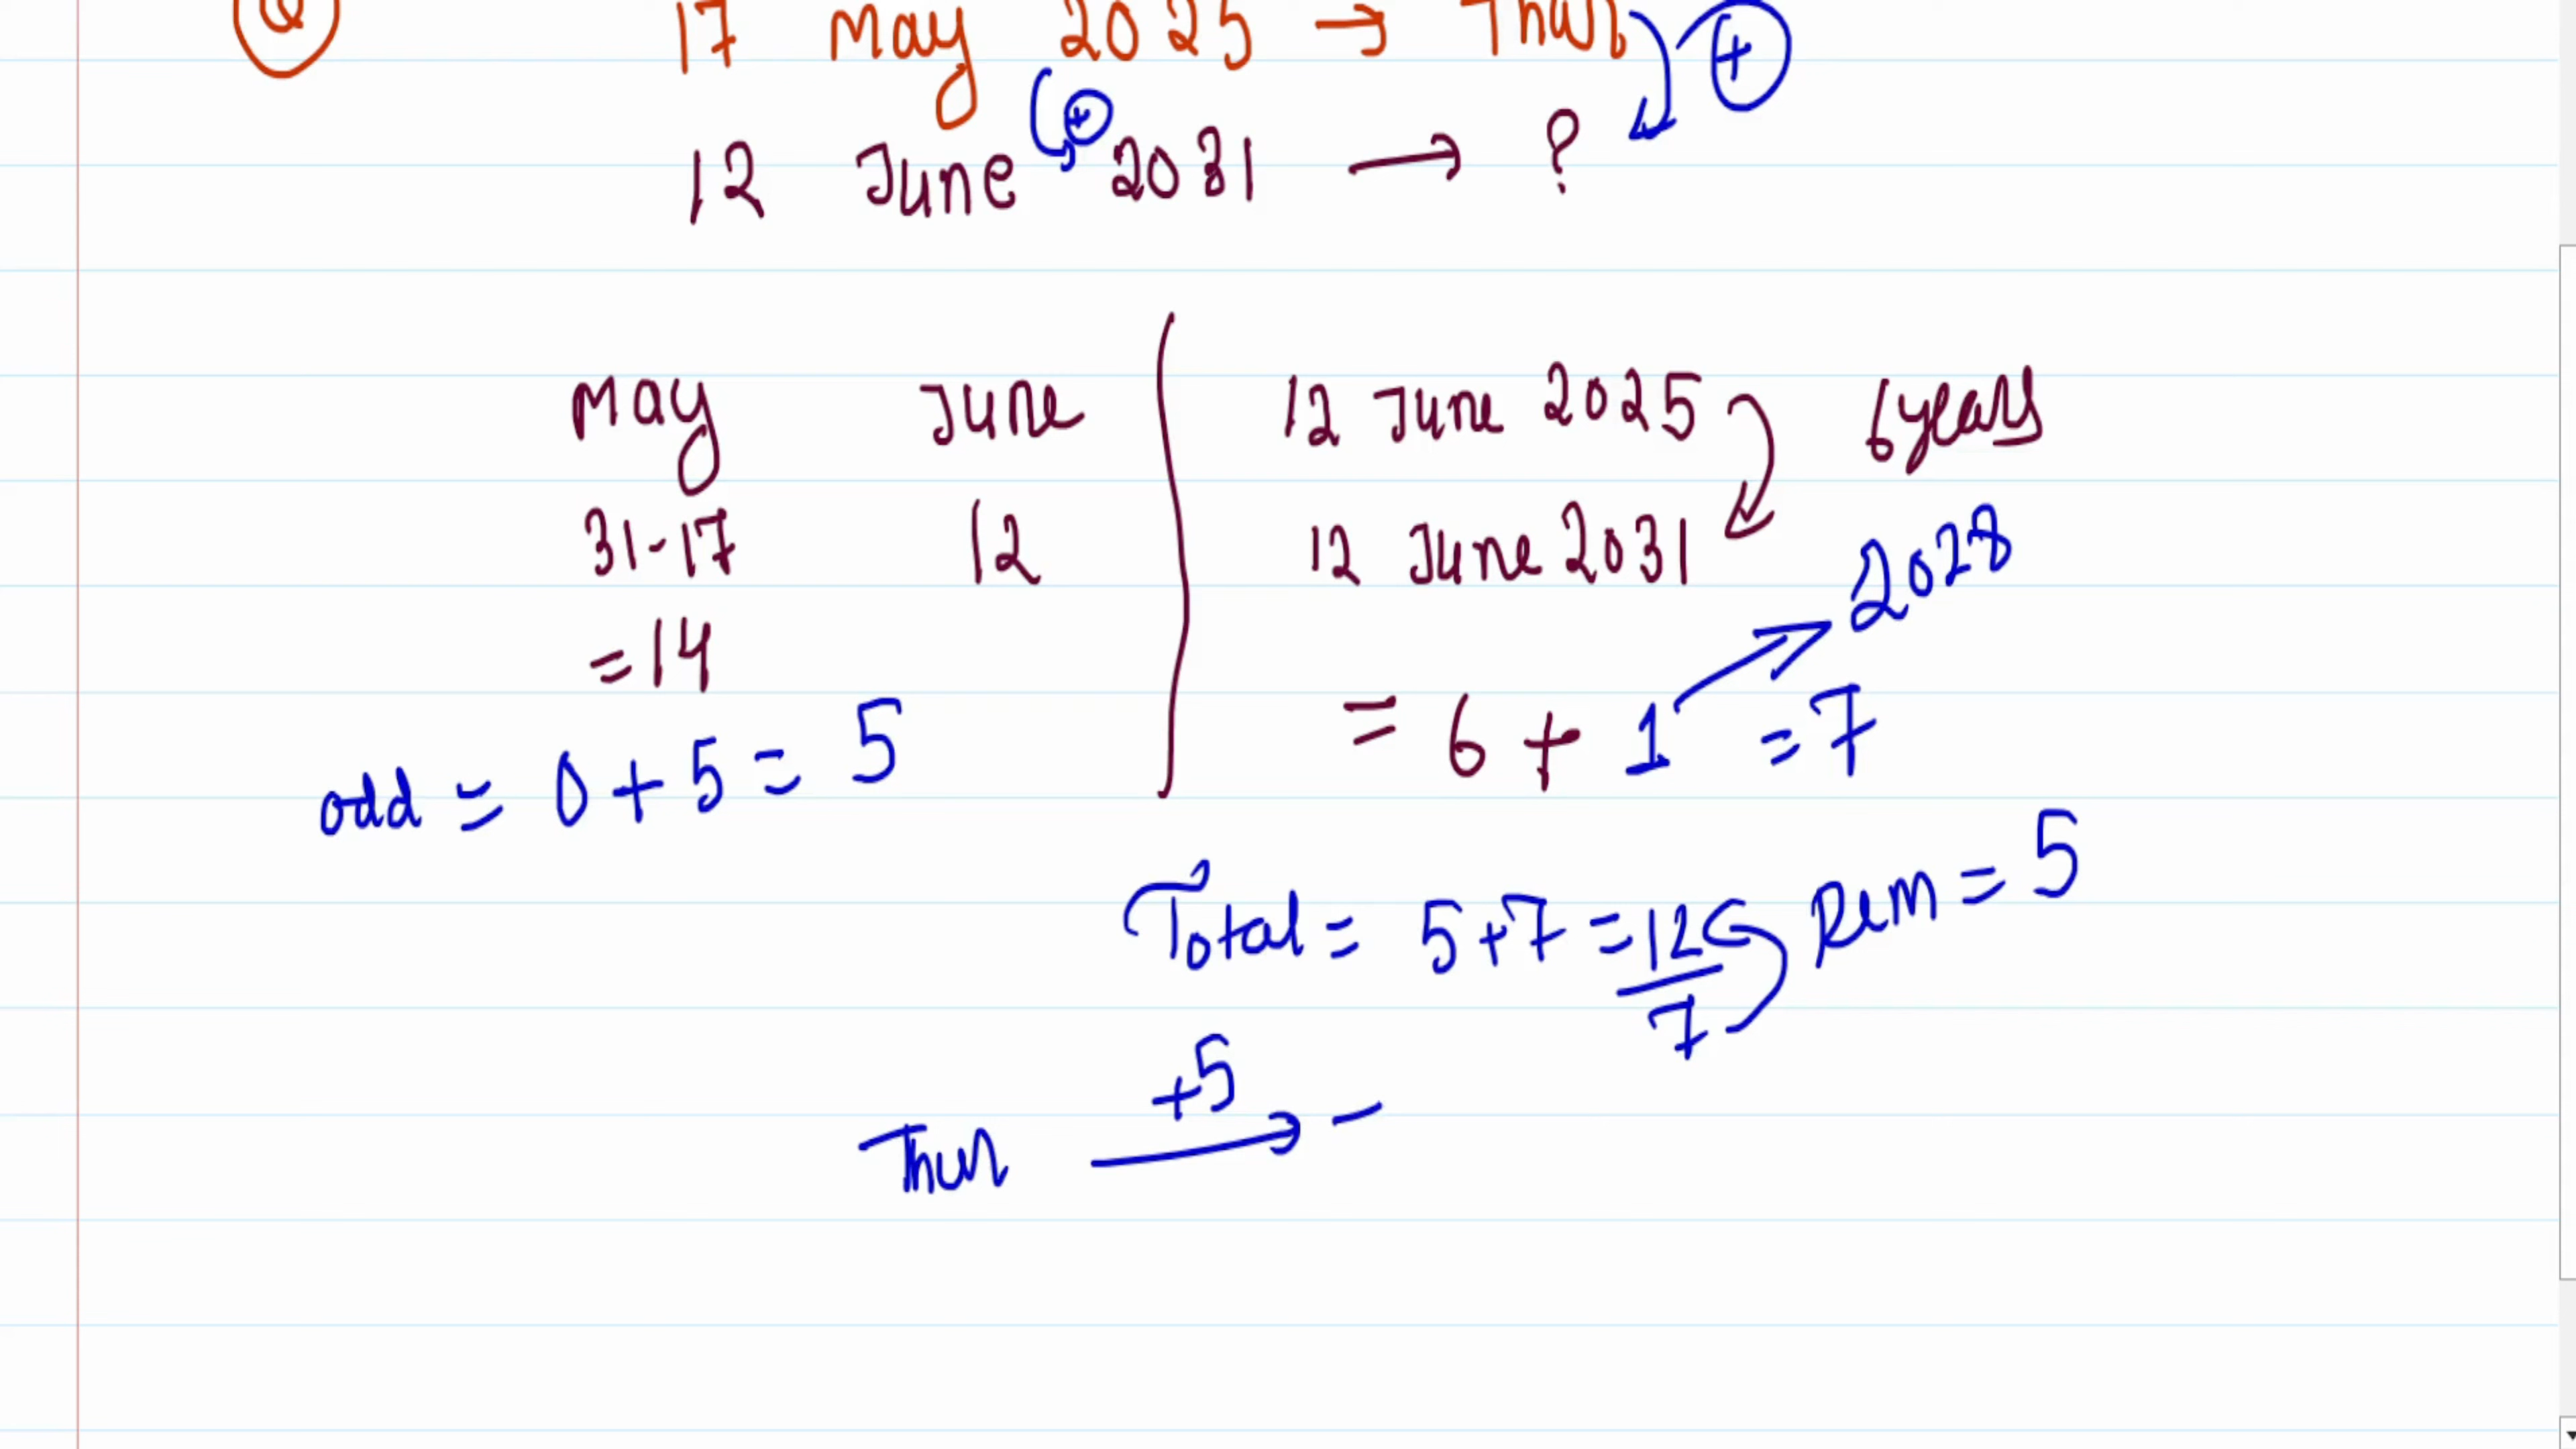 Q 17 May 2025 → Thur +
+
12 June 2031 → ?
May June
31-17 12
=14
odd = 0 + 5 = 5
12 June 2025 6 years
12 June 2031
2028
= 6 + 1 = 7
Total = 5+7 = 12/7 Rem = 5
+5
Thur → -